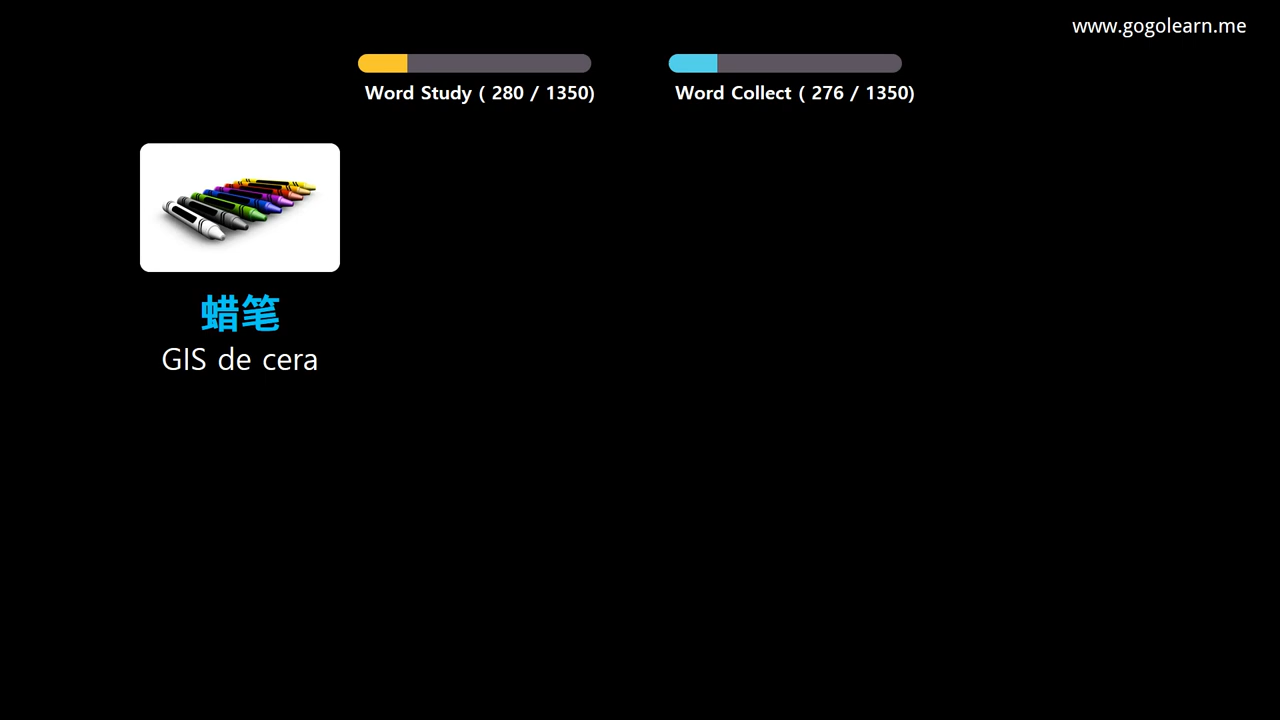 www.gogolearn.me
Word Study ( 280 / 1350)
Word Collect ( 276 / 1350)
蜡笔
GIS de cera